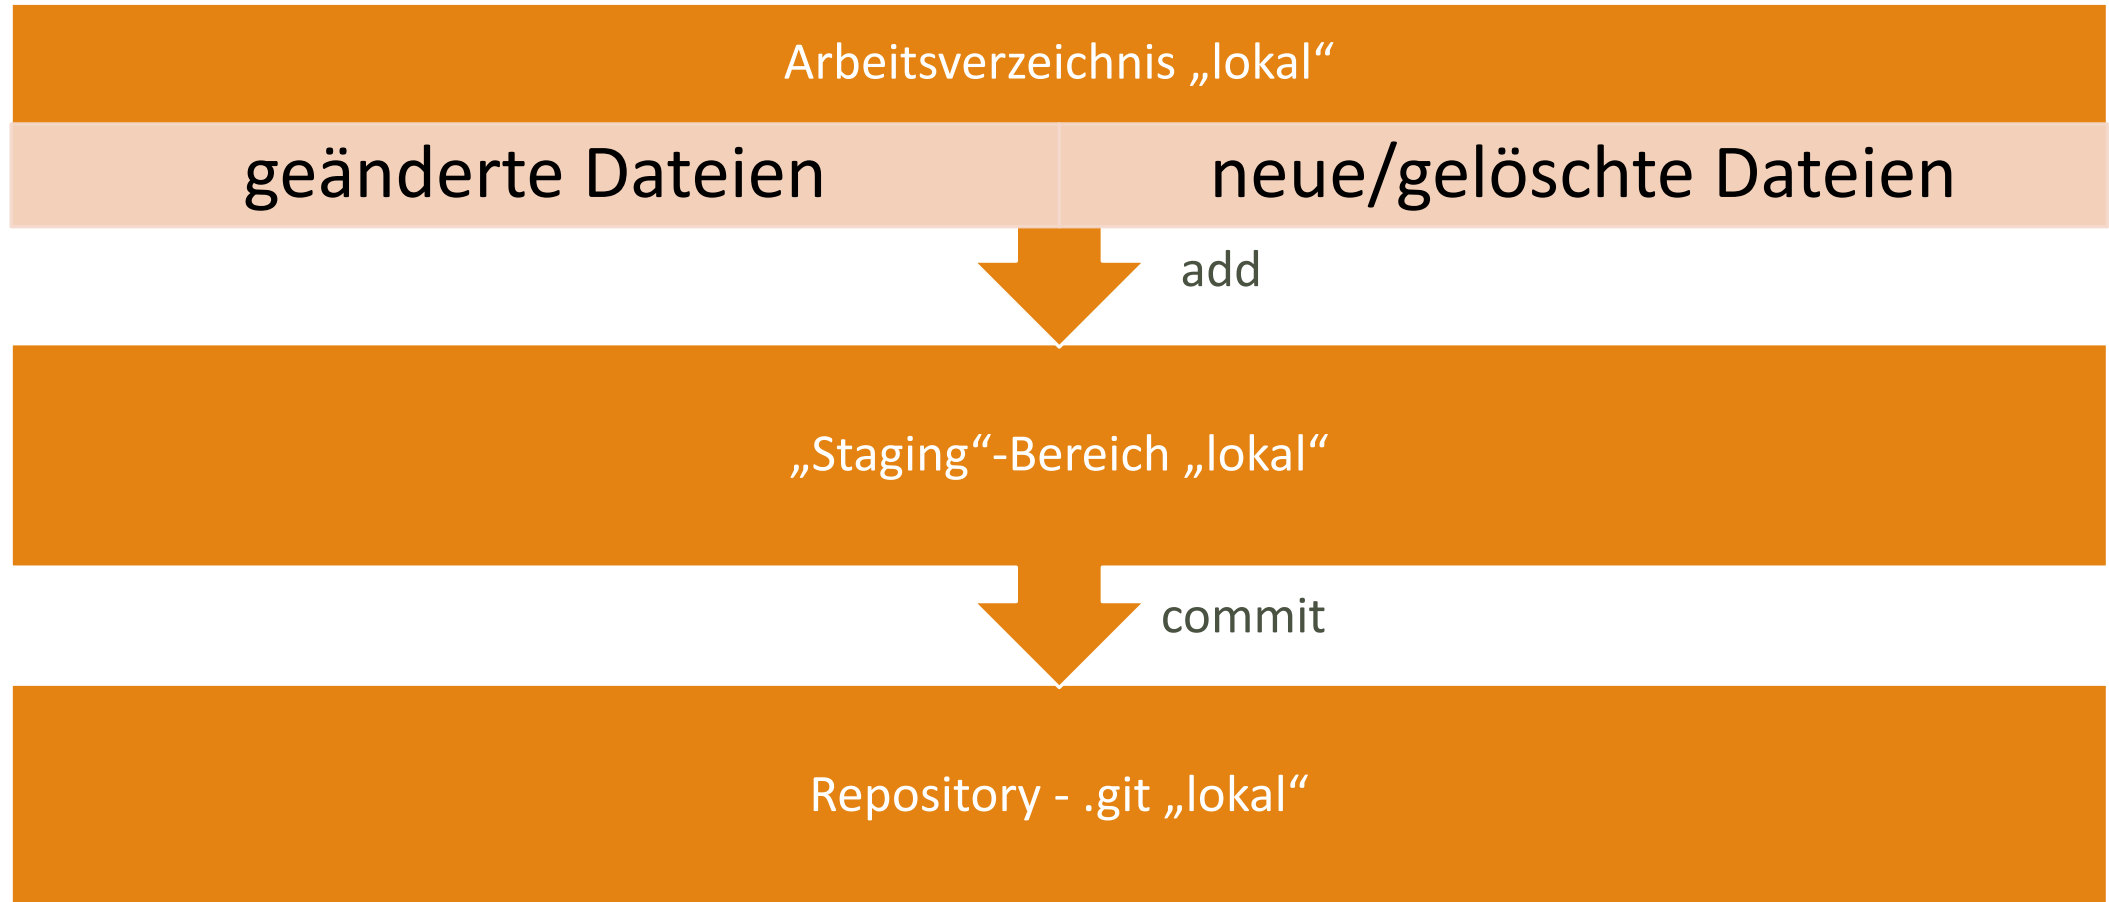 Arbeitsverzeichnis „lokal“
geänderte Dateien
neue/gelöschte Dateien
add
„Staging“-Bereich „lokal“
commit
Repository - .git „lokal“